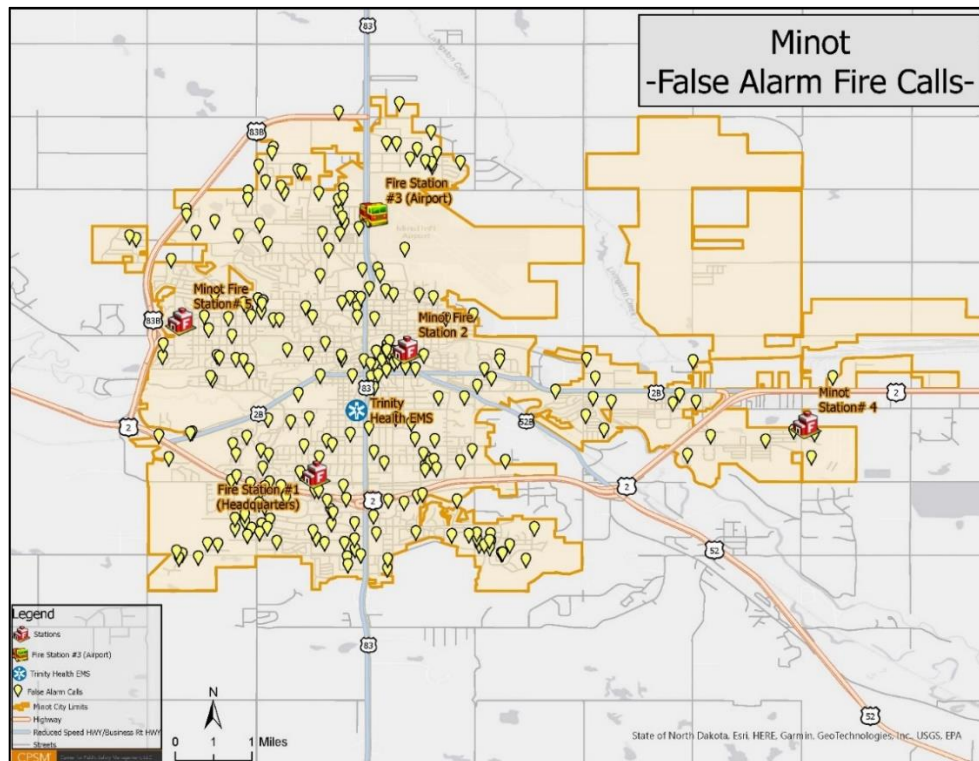 Minot
-False Alarm Fire Calls-
83
Livingston Creek
83B
Fire Station
#3 (Airport)
Minot Fire
Station# 5
Minot Fire
Station 2
83B
83
2B
Minot
Station# 4
2
Trinity
Health EMS
2
2B
52B
Fire Station #1
(Headquarters)
2
2
52
83
52
Legend
Stations
Fire Station #3 (Airport)
Trinity Health EMS
False Alarm Calls
Minot City Limits
Highway
Reduced Speed HWY/Business Rt HWY
Streets
CPSM
N
0 1 1 Miles
State of North Dakota, Esri, HERE, Garmin, GeoTechnologies, Inc., USGS, EPA